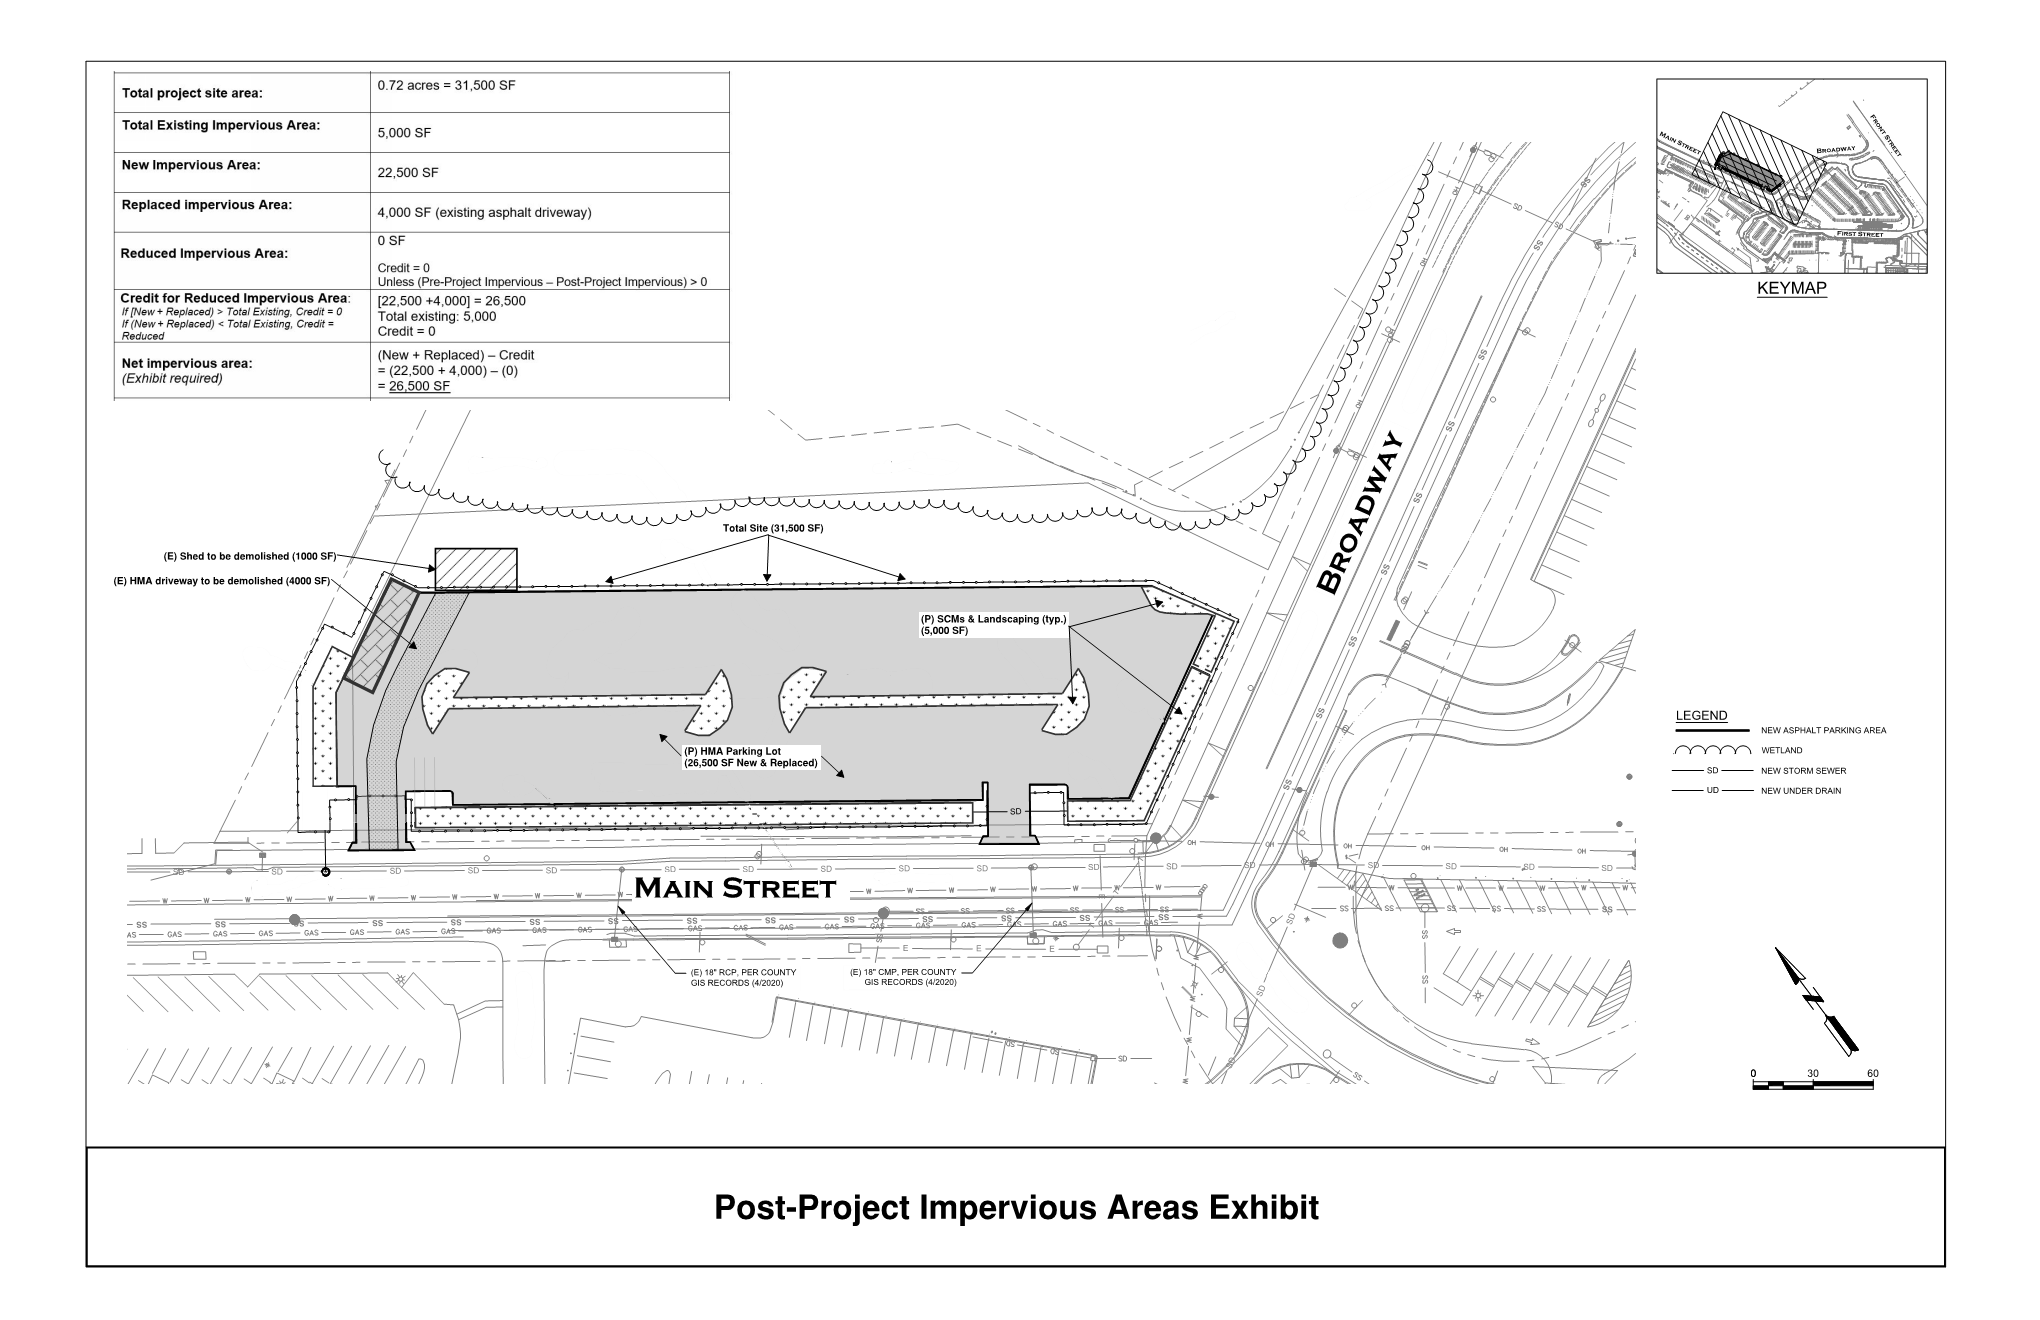 Total project site area:
0.72 acres = 31,500 SF
Total Existing Impervious Area:
5,000 SF
New Impervious Area:
22,500 SF
Replaced impervious Area:
4,000 SF (existing asphalt driveway)
Reduced Impervious Area:
0 SF
Credit = 0
Unless (Pre-Project Impervious – Post-Project Impervious) > 0
Credit for Reduced Impervious Area:
If [New + Replaced) > Total Existing, Credit = 0
If (New + Replaced) < Total Existing, Credit =
Reduced
[22,500 +4,000] = 26,500
Total existing: 5,000
Credit = 0
Net impervious area:
(Exhibit required)
(New + Replaced) – Credit
= (22,500 + 4,000) – (0)
= 26,500 SF
MAIN STREET
BROADWAY
FRONT STREET
FIRST STREET
KEYMAP
Total Site (31,500 SF)
(E) Shed to be demolished (1000 SF)
(E) HMA driveway to be demolished (4000 SF)
(P) SCMs & Landscaping (typ.)
(5,000 SF)
(P) HMA Parking Lot
(26,500 SF New & Replaced)
BROADWAY
SD
MAIN STREET
(E) 18" RCP, PER COUNTY
GIS RECORDS (4/2020)
(E) 18" CMP, PER COUNTY
GIS RECORDS (4/2020)
LEGEND
NEW ASPHALT PARKING AREA
WETLAND
SD NEW STORM SEWER
UD NEW UNDER DRAIN
0 30 60
Post-Project Impervious Areas Exhibit